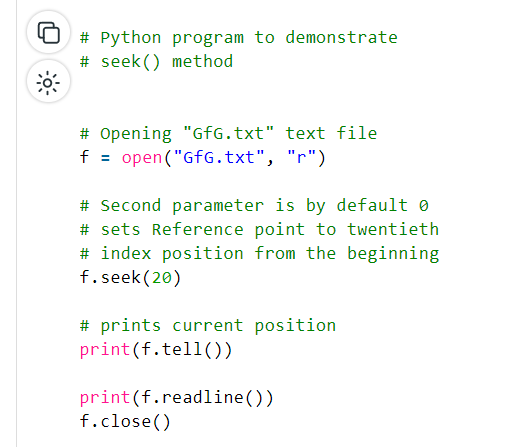 # Python program to demonstrate
# seek() method
# Opening "GfG.txt" text file
f = open("GfG.txt", "r")
# Second parameter is by default 0
# sets Reference point to twentieth
# index position from the beginning
f.seek(20)
# prints current position
print(f.tell())
print(f.readline())
f.close()